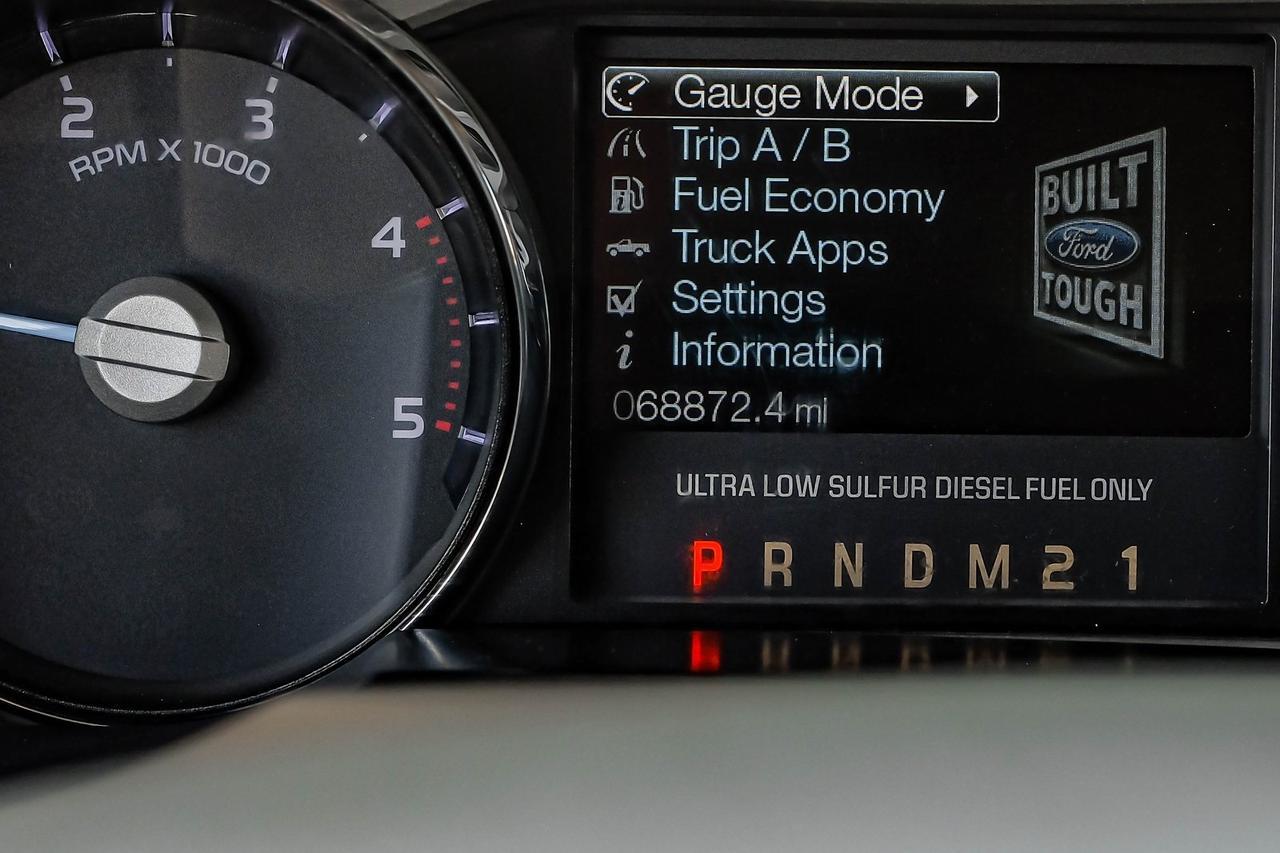 2 3
RPM X 1000
4
5
Gauge Mode
Trip A / B
Fuel Economy
Truck Apps
Settings
Information
068872.4 mi
BUILT
Ford
TOUGH
ULTRA LOW SULFUR DIESEL FUEL ONLY
P R N D M 2 1